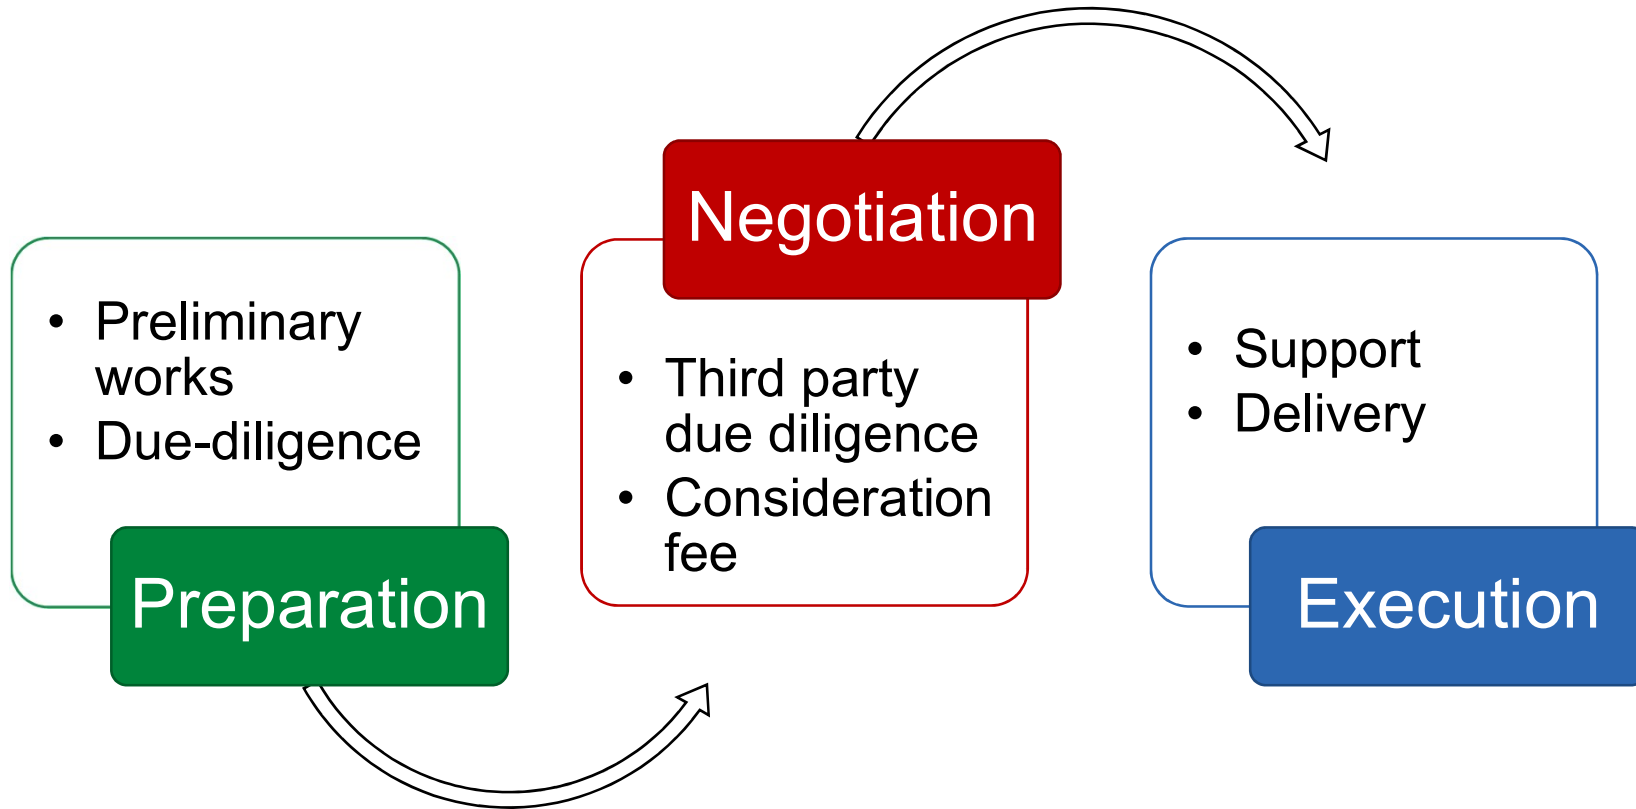 • Preliminary
works
• Due-diligence
Preparation
Negotiation
• Third party
due diligence
• Consideration
fee
• Support
• Delivery
Execution